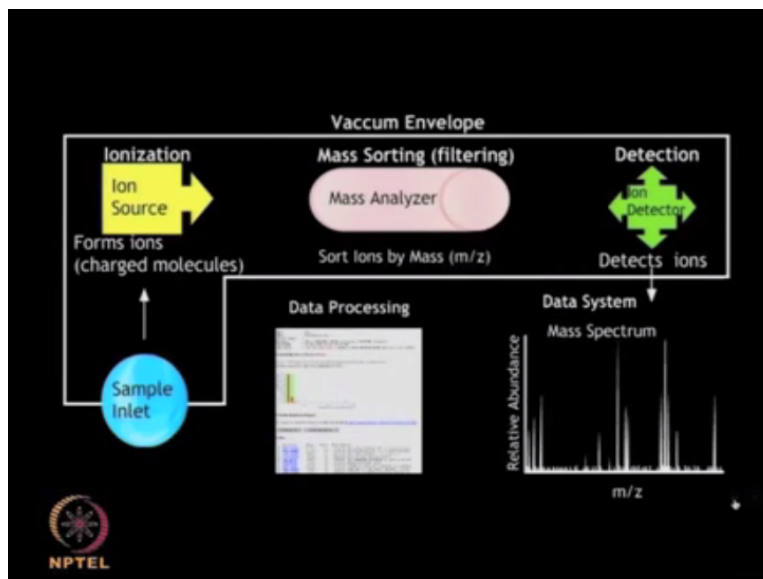 Vaccum Envelope
Ionization
Mass Sorting (filtering)
Detection
Ion
Source
Mass Analyzer
Ion
Detector
Forms ions
(charged molecules)
Sort Ions by Mass (m/z)
Detects ions
Data Processing
Data System
Mass Spectrum
Sample
Inlet
Relative Abundance
m/z
NPTEL